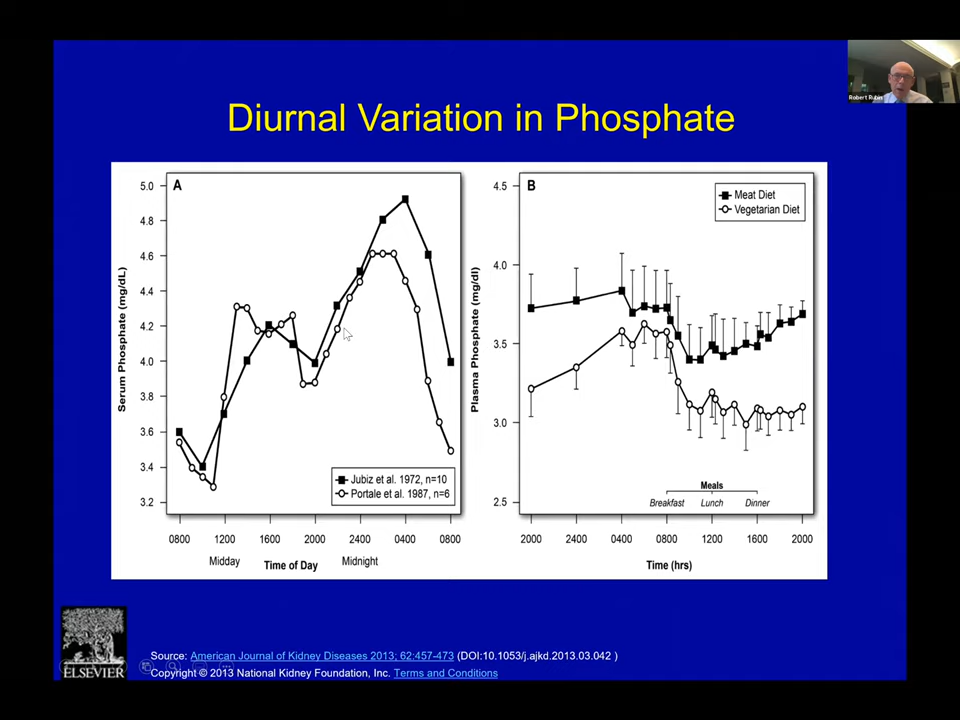 Robert Rubin
Diurnal Variation in Phosphate
A
Serum Phosphate (mg/dL)
5.0
4.8
4.6
4.4
4.2
4.0
3.8
3.6
3.4
3.2
Jubiz et al. 1972, n=10
Portale et al. 1987, n=6
0800 1200 1600 2000 2400 0400 0800
Midday Midnight
Time of Day
B
Plasma Phosphate (mg/dl)
4.5
4.0
3.5
3.0
2.5
Meat Diet
Vegetarian Diet
Meals
Breakfast Lunch Dinner
2000 2400 0400 0800 1200 1600 2000
Time (hrs)
ELSEVIER
Source: American Journal of Kidney Diseases 2013; 62:457-473 (DOI:10.1053/j.ajkd.2013.03.042 )
Copyright © 2013 National Kidney Foundation, Inc. Terms and Conditions